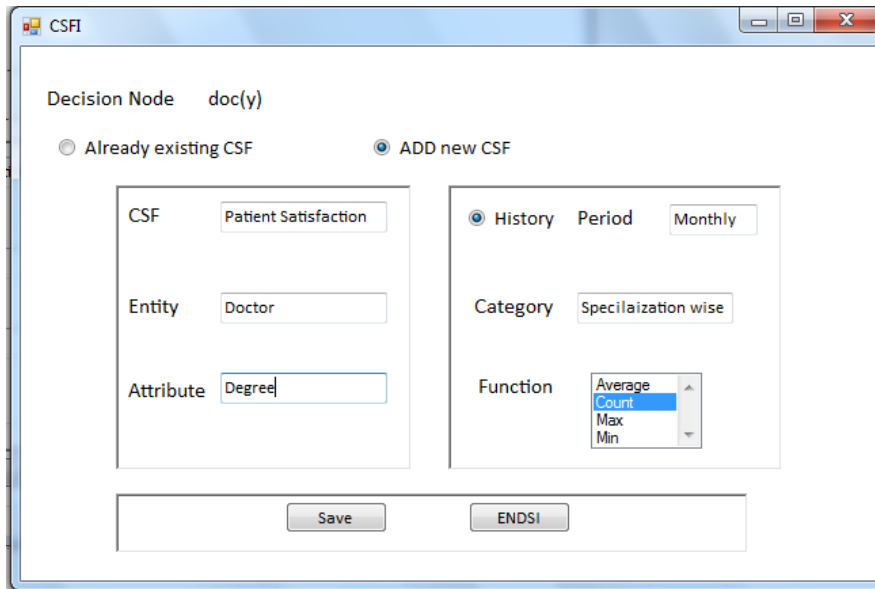 CSFI
Decision Node doc(y)
Already existing CSF ADD new CSF
CSF Patient Satisfaction
History Period Monthly
Entity Doctor
Category Specilaization wise
Attribute Degree
Function Average
Count
Max
Min
Save ENDSI